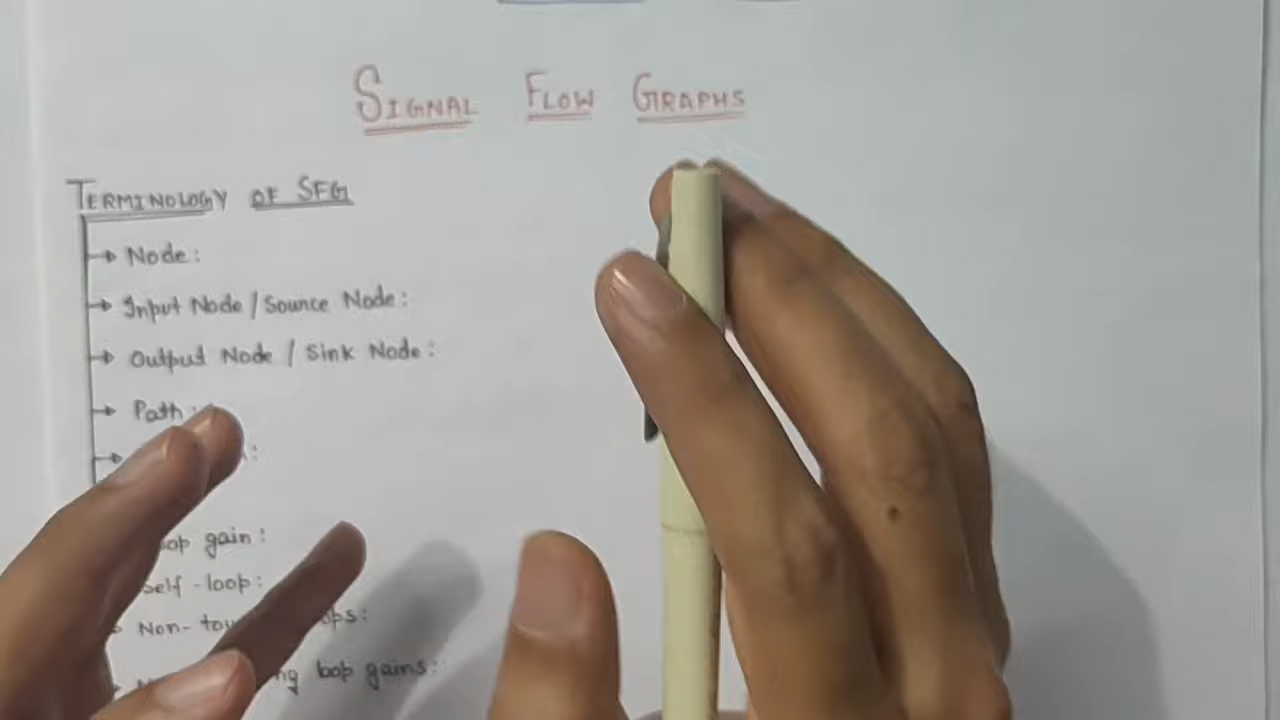 SIGNAL FLOW GRAPHS
TERMINOLOGY OF SFG
Node:
Input Node / Source Node:
Output Node / Sink Node:
Path:
gain:
Self-loop:
Non-
loop gains: